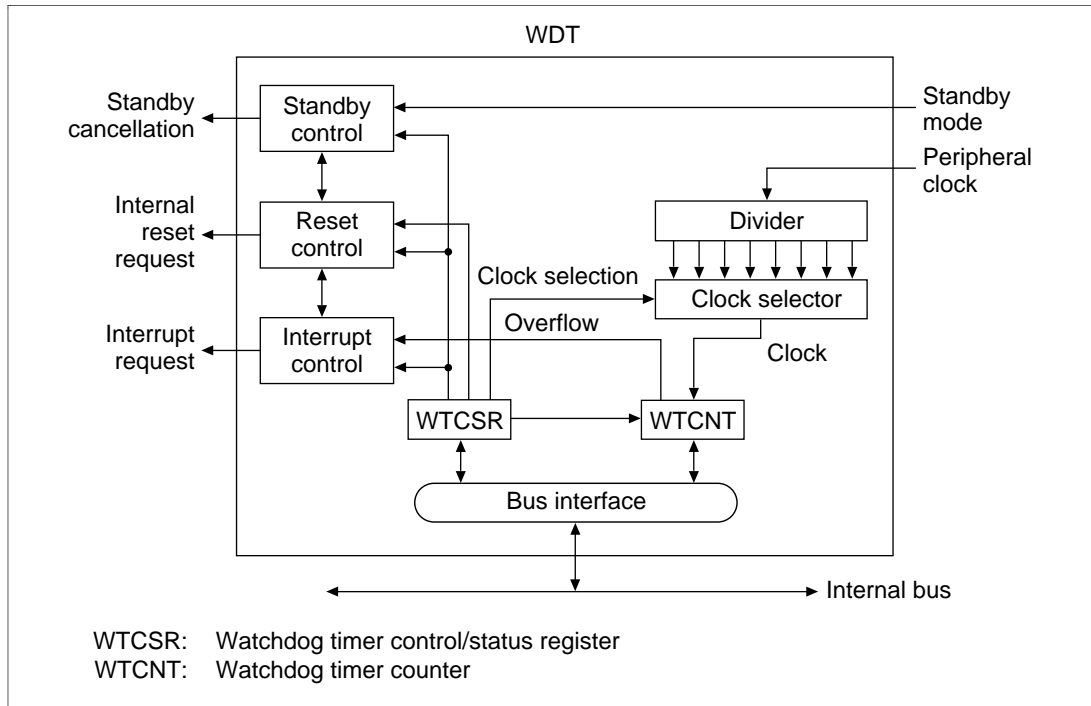 WDT
Standby
cancellation
Standby
control
Standby
mode
Peripheral
clock
Internal
reset
request
Reset
control
Divider
Clock selection
Clock selector
Interrupt
request
Interrupt
control
Overflow
Clock
WTCSR
WTCNT
Bus interface
Internal bus
WTCSR: Watchdog timer control/status register
WTCNT: Watchdog timer counter